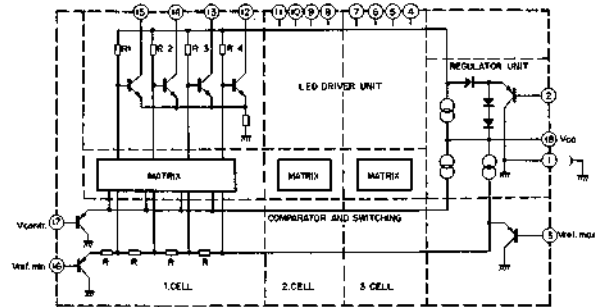 15 14 13 12 11 10 9 8 7 6 5 4
R1 R 2 R 3 R 4
REGULATOR UNIT
LED DRIVER UNIT
2
18 Vcc
1
MATRIX MATRIX MATRIX
COMPARATOR AND SWITCHING
Vcontr. 17
3 Vref. max
Vref. min 16
R R R R
1. CELL 2. CELL 3. CELL